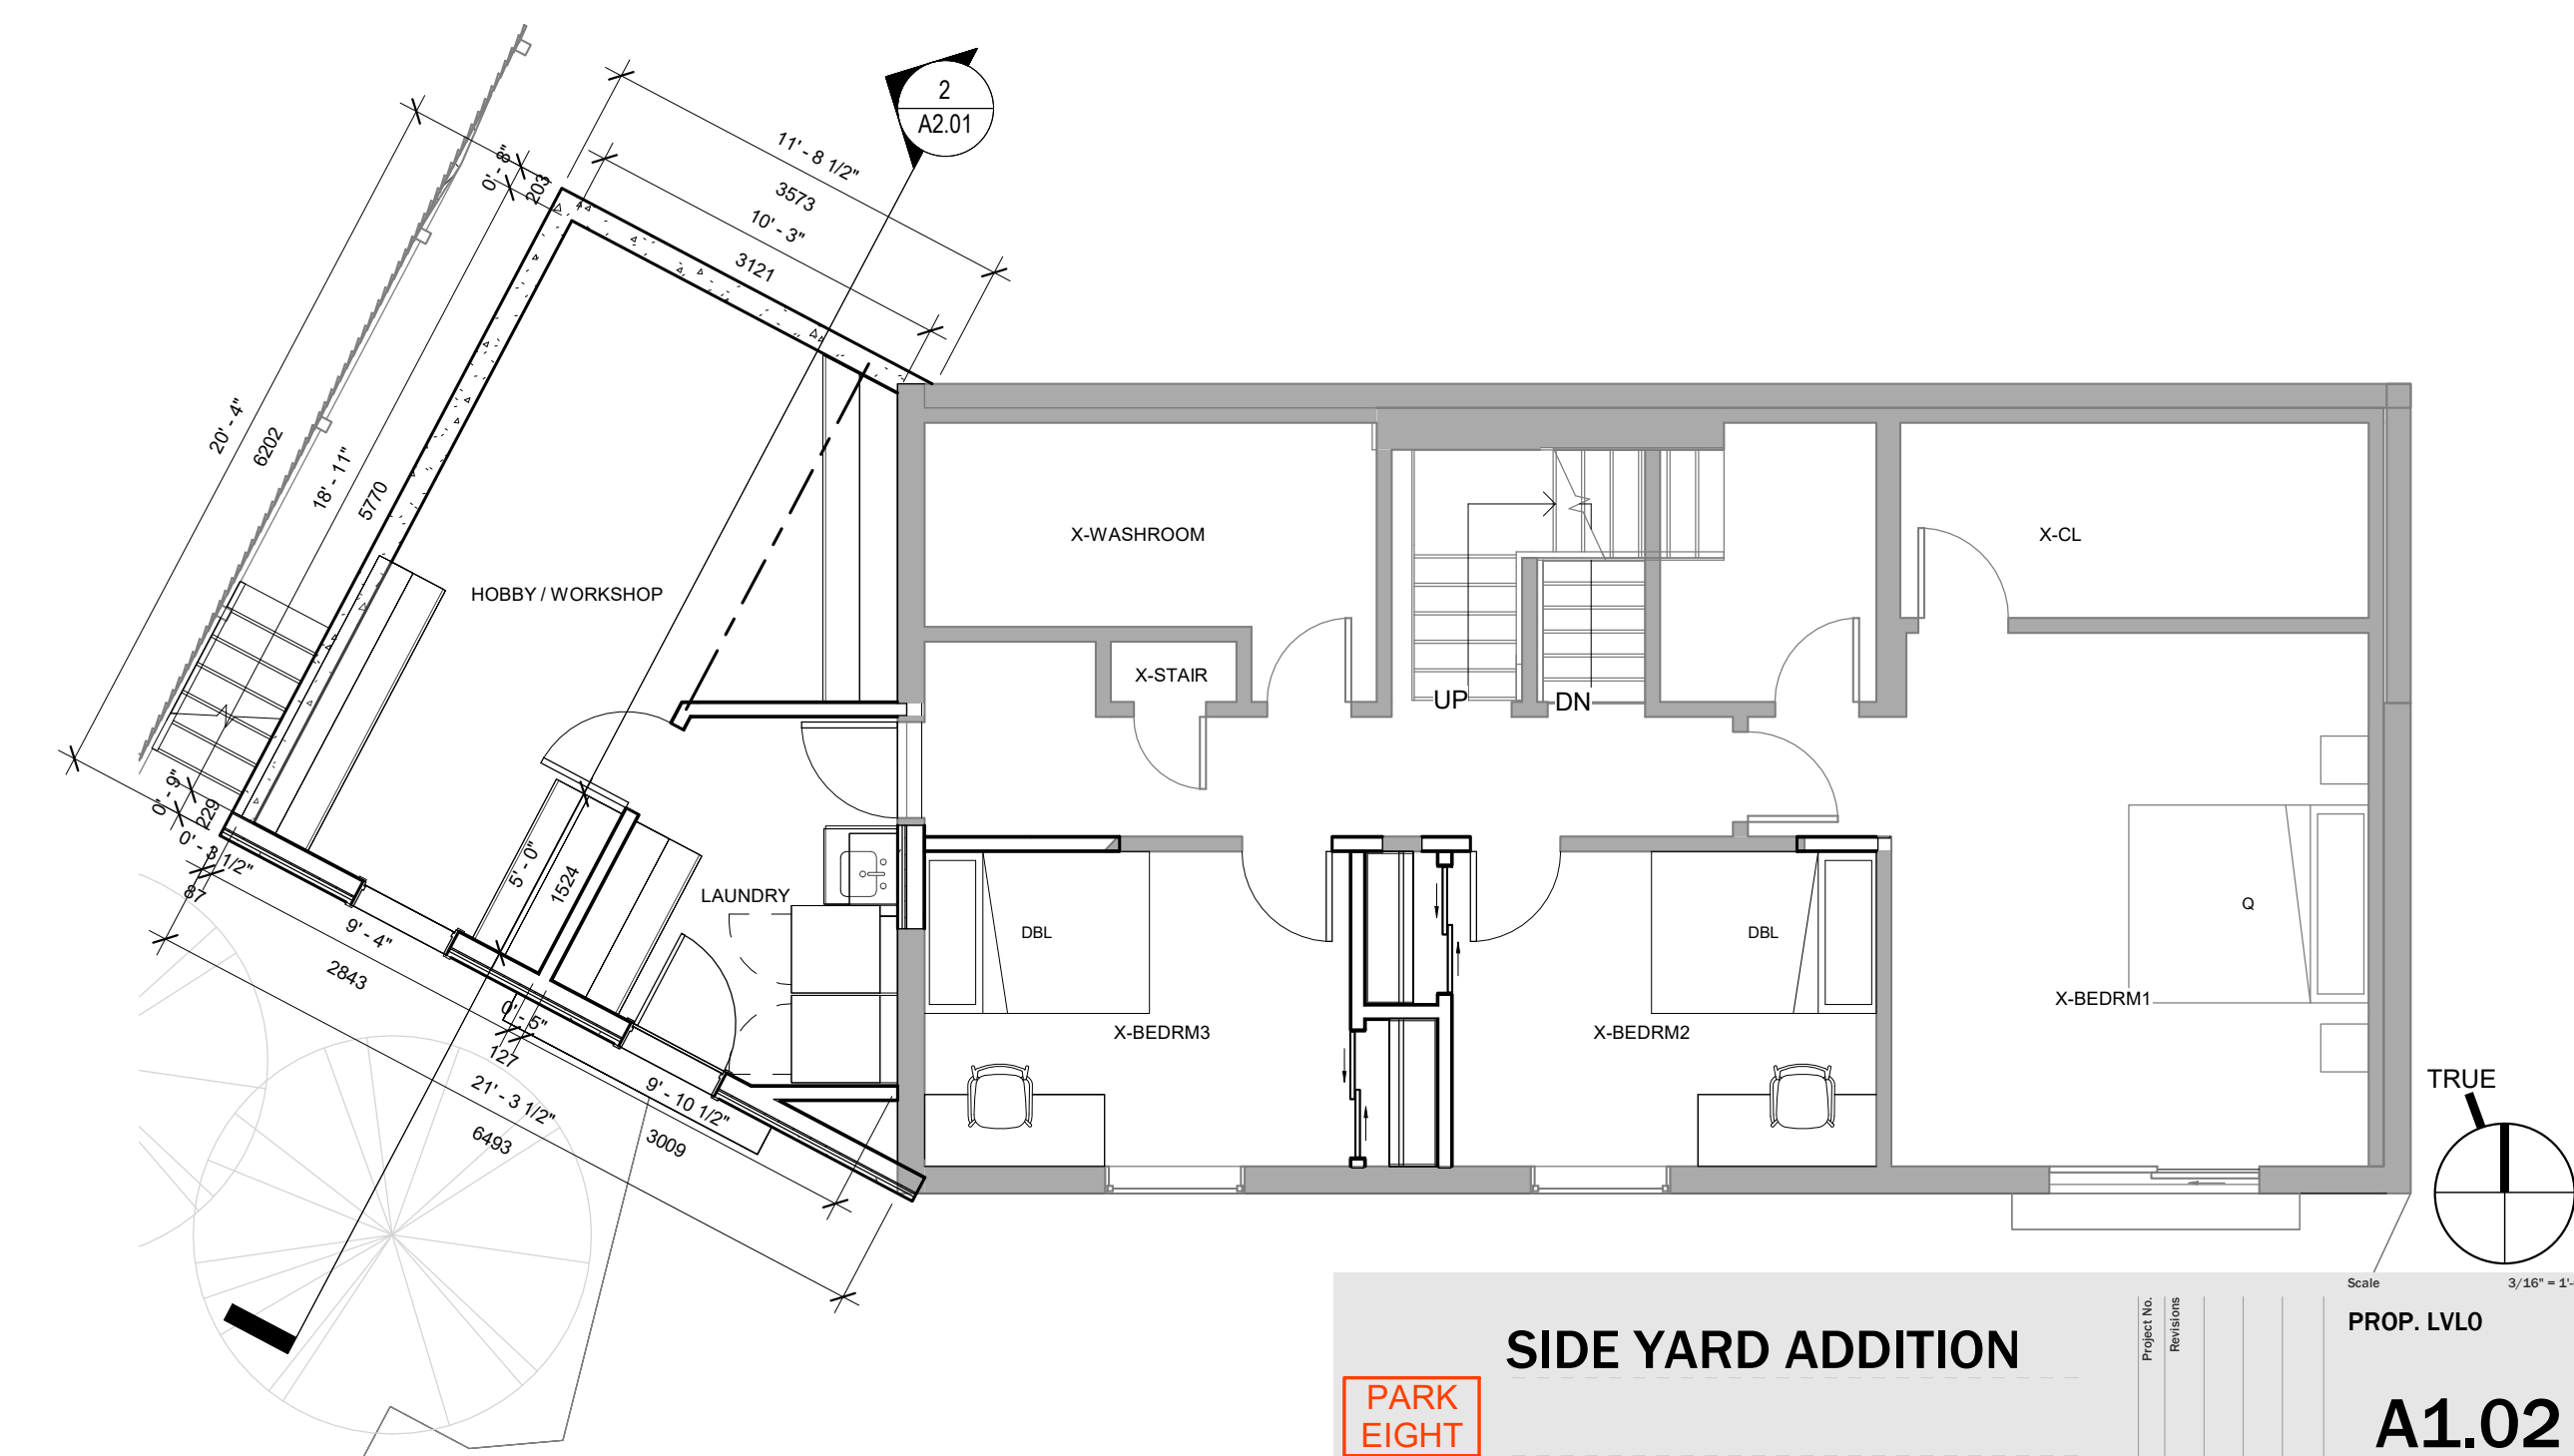 2
A2.01
11' - 8 1/2"
3573
10' - 3"
3121
0' - 8"
203
20' - 4"
6202
18' - 11"
5770
HOBBY / WORKSHOP
X-WASHROOM
X-CL
X-STAIR
UP
DN
0' - 9"
229
0' - 3 1/2"
87
5' - 0"
1524
LAUNDRY
DBL
DBL
Q
9' - 4"
2843
X-BEDRM3
X-BEDRM2
X-BEDRM1
0' - 5"
127
9' - 10 1/2"
3009
21' - 3 1/2"
6493
TRUE
Scale
3/16" = 1'-
Project No.
Revisions
PROP. LVL0
SIDE YARD ADDITION
PARK
EIGHT
A1.02